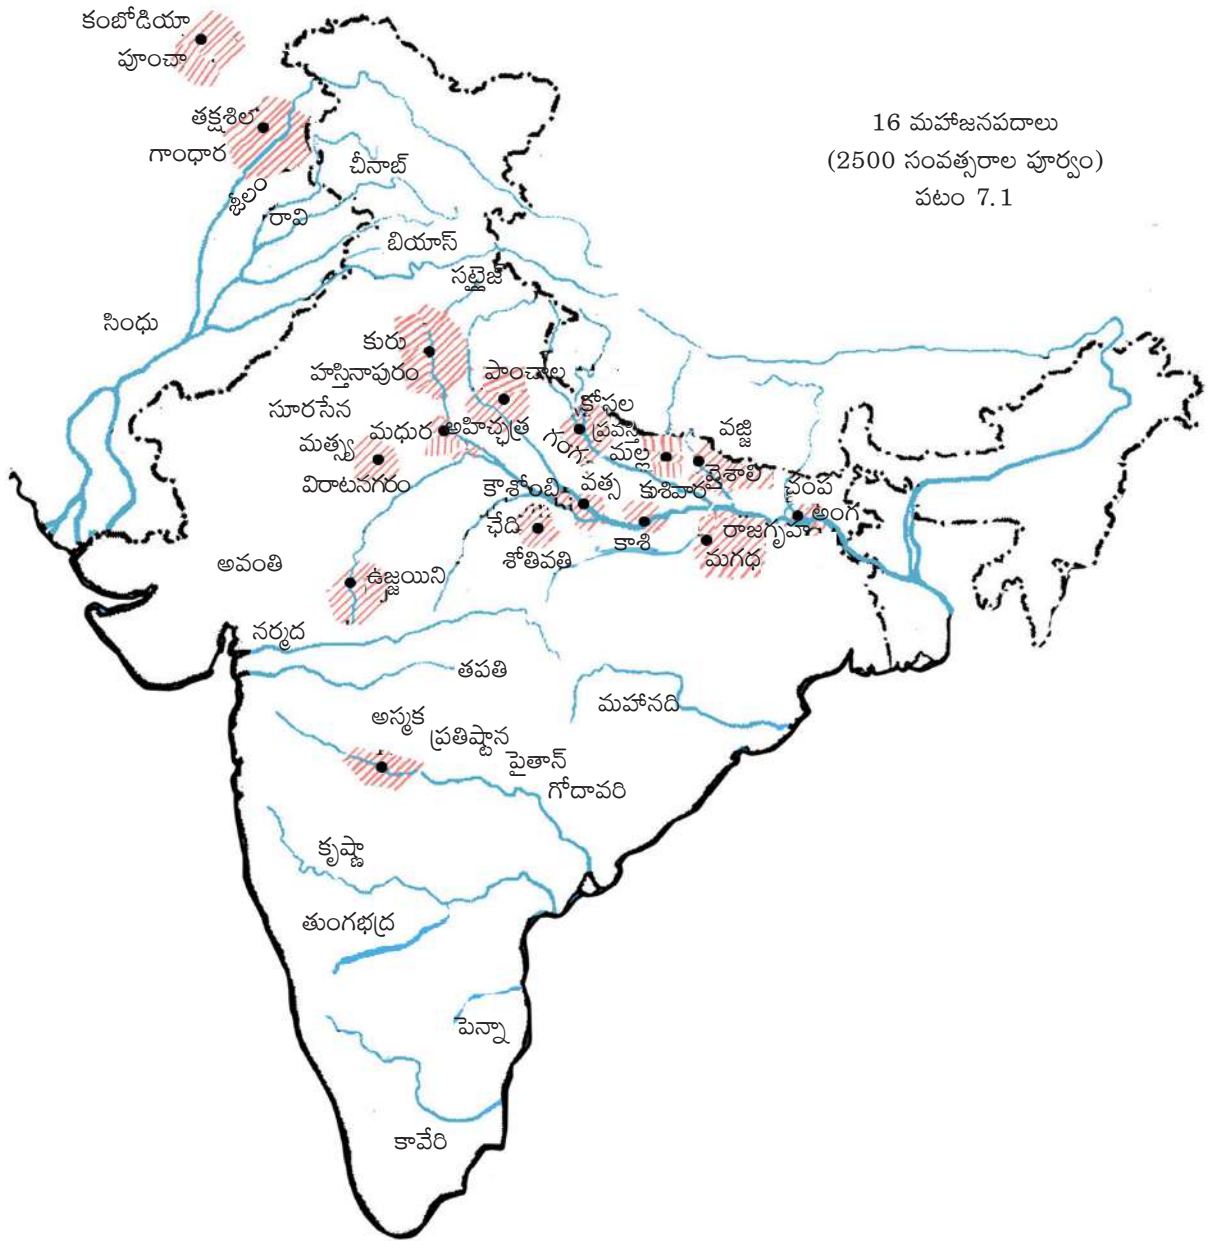 కంబోడియా
పూంచా
తక్షశిల
గాంధార
16 మహాజనపదాలు
(2500 సంవత్సరాల పూర్వం)
పటం 7.1
చీనాబ్
జీలం
రావి
బియాస్
సట్లెజ్
సింధు
కురు
హస్తినాపురం
పాంచాల
సూరసేన
కోసల
మత్స్య
మధుర
అహిచ్ఛత్ర
గంగ
ప్రవస్తి
వజ్జి
మల్ల
విరాటనగరం
కౌశాంబి
వత్స
కుశివార
వైశాలి
చంప
అంగ
ఛేది
రాజగృహ
కాశి
మగధ
శోతివతి
అవంతి
ఉజ్జయిని
నర్మద
తపతి
మహానది
అస్మక
ప్రతిష్టాన
పైతాన్
గోదావరి
కృష్ణా
తుంగభద్ర
పెన్నా
కావేరి